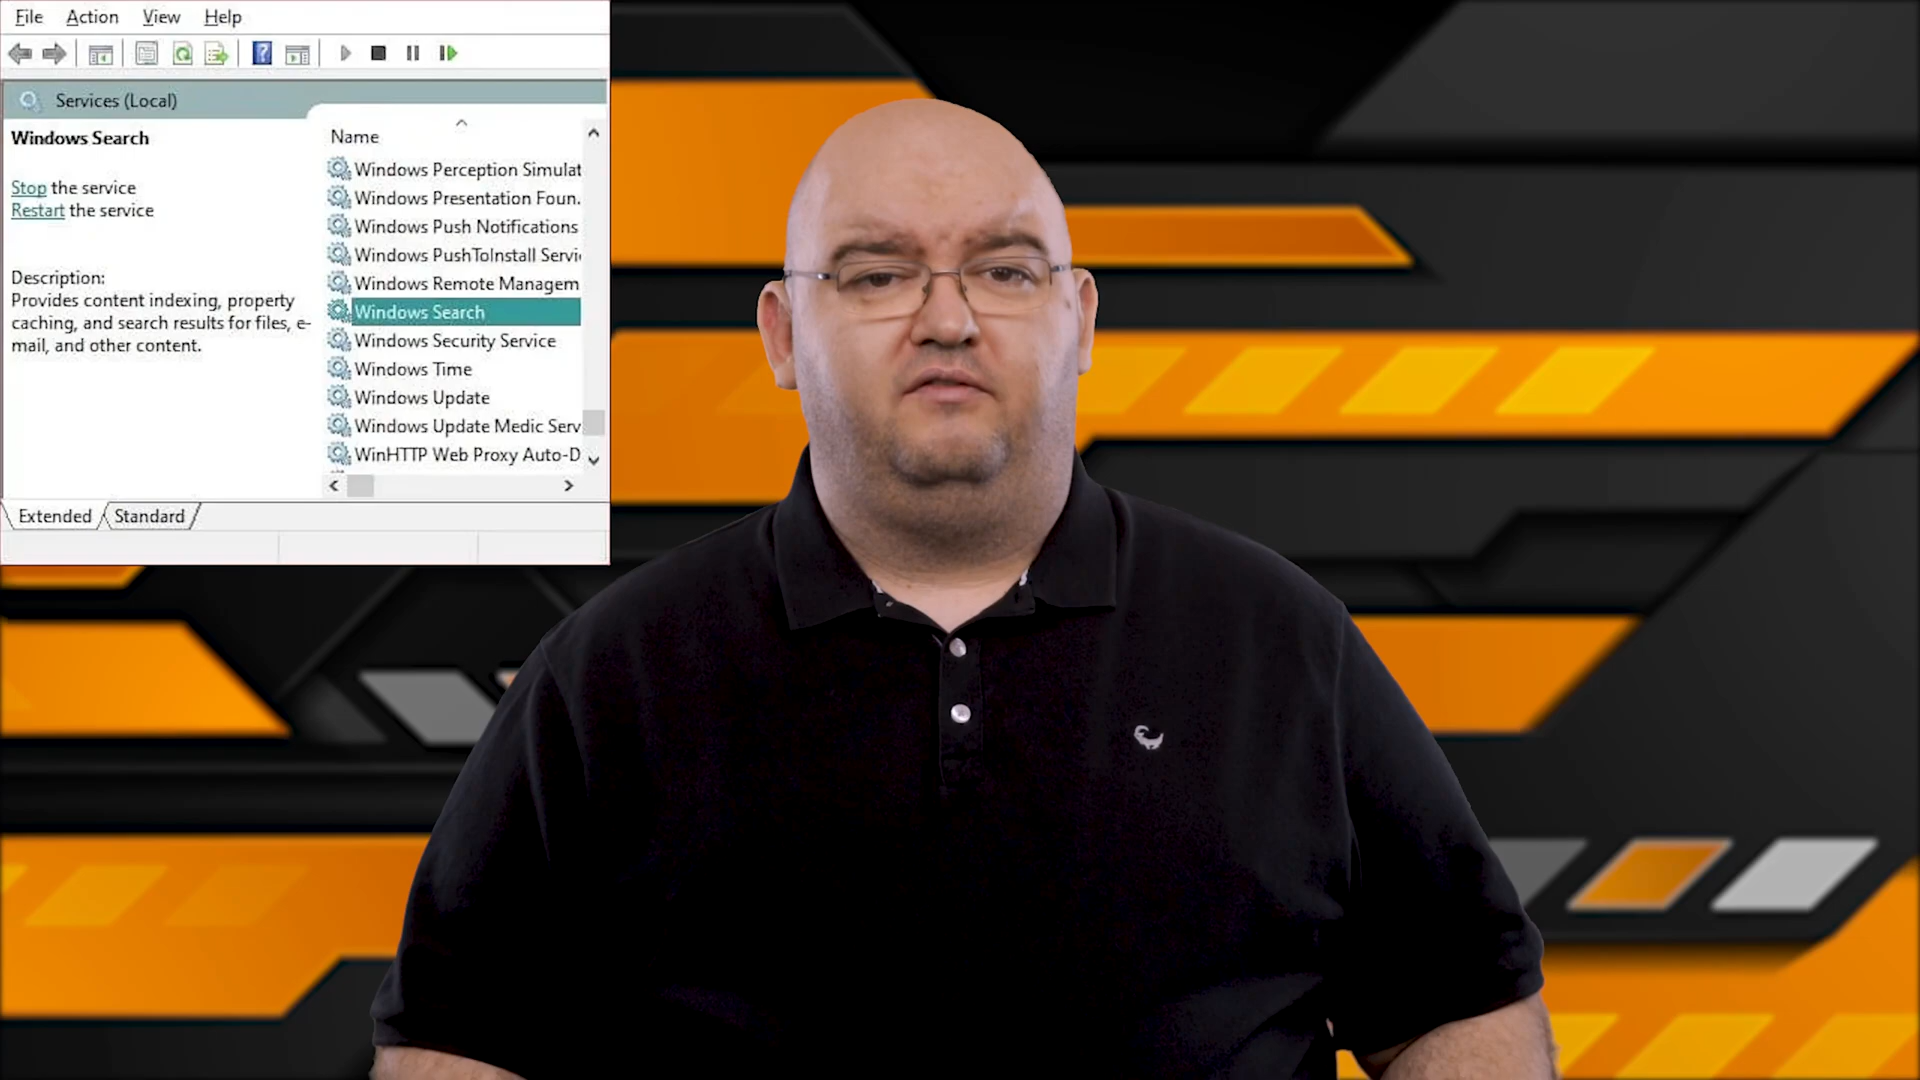 File Action View Help
Services (Local)
Windows Search
Stop the service
Restart the service
Description:
Provides content indexing, property
caching, and search results for files, e-
mail, and other content.
Name
Windows Perception Simulat
Windows Presentation Foun.
Windows Push Notifications
Windows PushToInstall Servi
Windows Remote Managem
Windows Search
Windows Security Service
Windows Time
Windows Update
Windows Update Medic Serv
WinHTTP Web Proxy Auto-D
Extended Standard